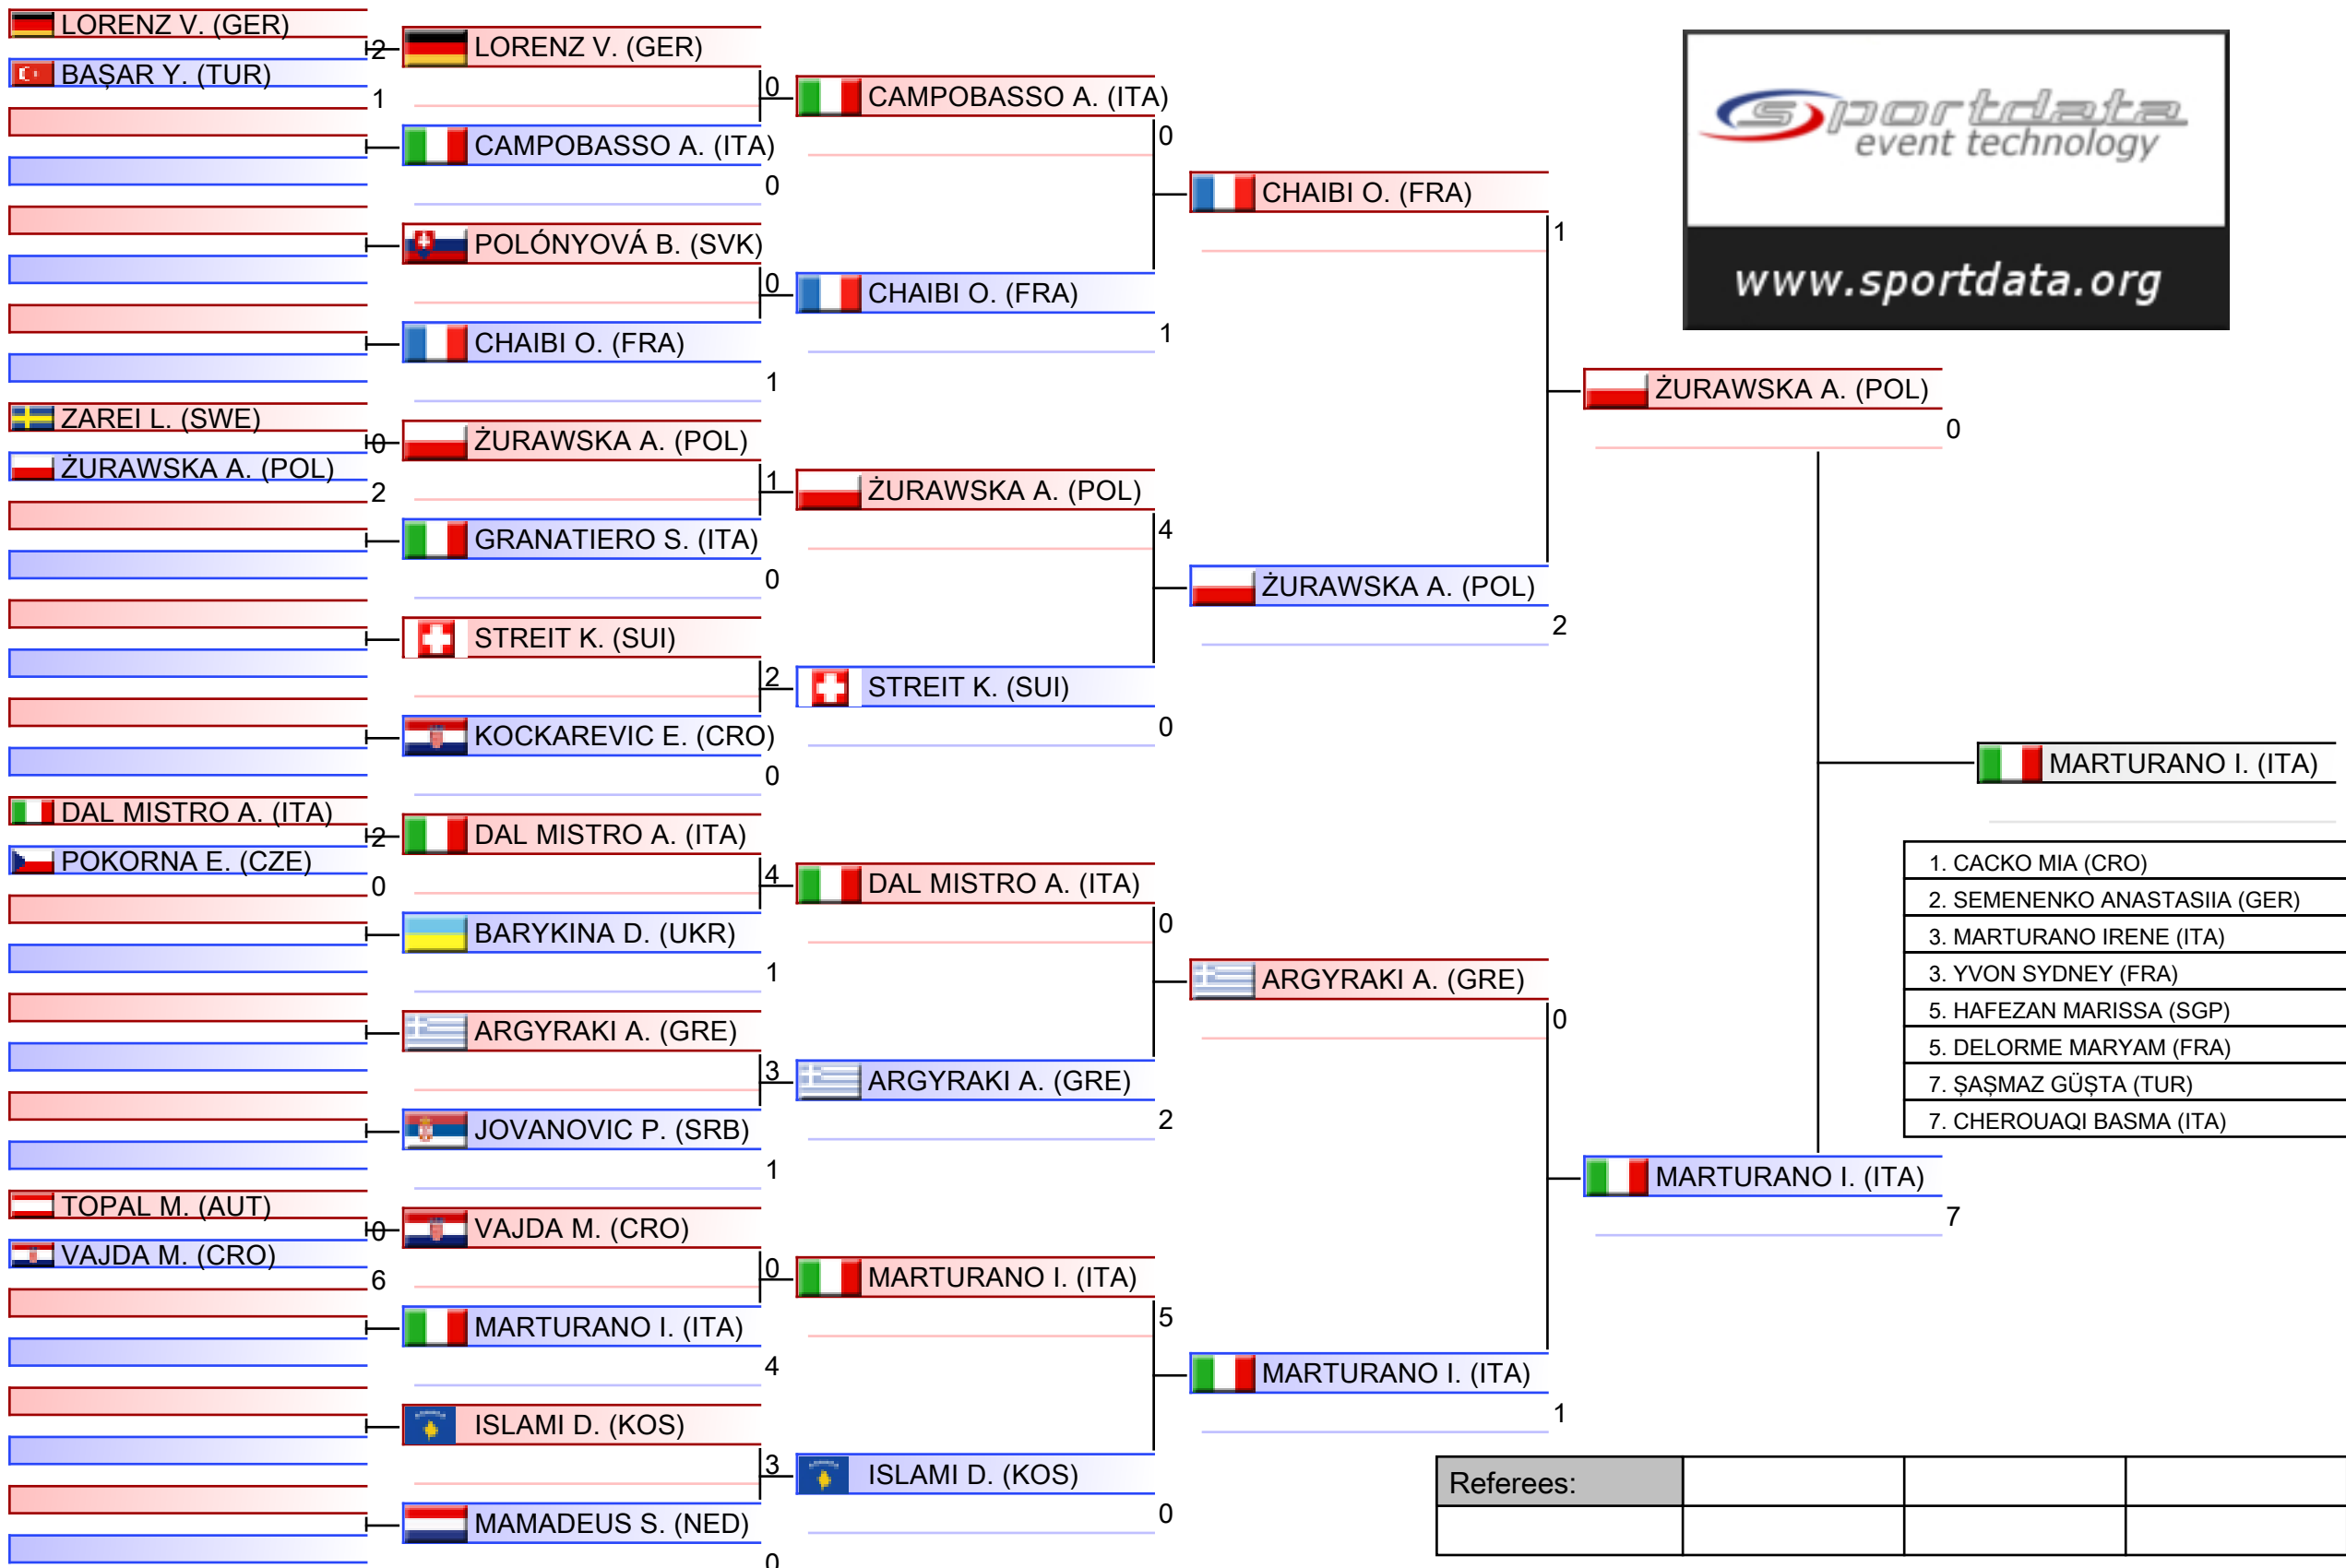 LORENZ V. (GER)
2
BAŞAR Y. (TUR)
1
ZAREI L. (SWE)
0
ŻURAWSKA A. (POL)
2
DAL MISTRO A. (ITA)
2
POKORNA E. (CZE)
0
TOPAL M. (AUT)
0
VAJDA M. (CRO)
6
LORENZ V. (GER)
0
CAMPOBASSO A. (ITA)
0
POLÓNYOVÁ B. (SVK)
0
CHAIBI O. (FRA)
1
ŻURAWSKA A. (POL)
1
GRANATIERO S. (ITA)
0
STREIT K. (SUI)
2
KOCKAREVIC E. (CRO)
0
DAL MISTRO A. (ITA)
4
BARYKINA D. (UKR)
1
ARGYRAKI A. (GRE)
3
JOVANOVIC P. (SRB)
1
VAJDA M. (CRO)
0
MARTURANO I. (ITA)
4
ISLAMI D. (KOS)
3
MAMADEUS S. (NED)
0
CAMPOBASSO A. (ITA)
0
CHAIBI O. (FRA)
1
ŻURAWSKA A. (POL)
4
STREIT K. (SUI)
0
DAL MISTRO A. (ITA)
0
ARGYRAKI A. (GRE)
2
MARTURANO I. (ITA)
5
ISLAMI D. (KOS)
0
CHAIBI O. (FRA)
1
ŻURAWSKA A. (POL)
2
ARGYRAKI A. (GRE)
0
MARTURANO I. (ITA)
1
ŻURAWSKA A. (POL)
0
MARTURANO I. (ITA)
7
MARTURANO I. (ITA)
sportdata
event technology
www.sportdata.org
1. CACKO MIA (CRO)
2. SEMENENKO ANASTASIIA (GER)
3. MARTURANO IRENE (ITA)
3. YVON SYDNEY (FRA)
5. HAFEZAN MARISSA (SGP)
5. DELORME MARYAM (FRA)
7. ŞAŞMAZ GÜŞTA (TUR)
7. CHEROUAQI BASMA (ITA)
Referees: